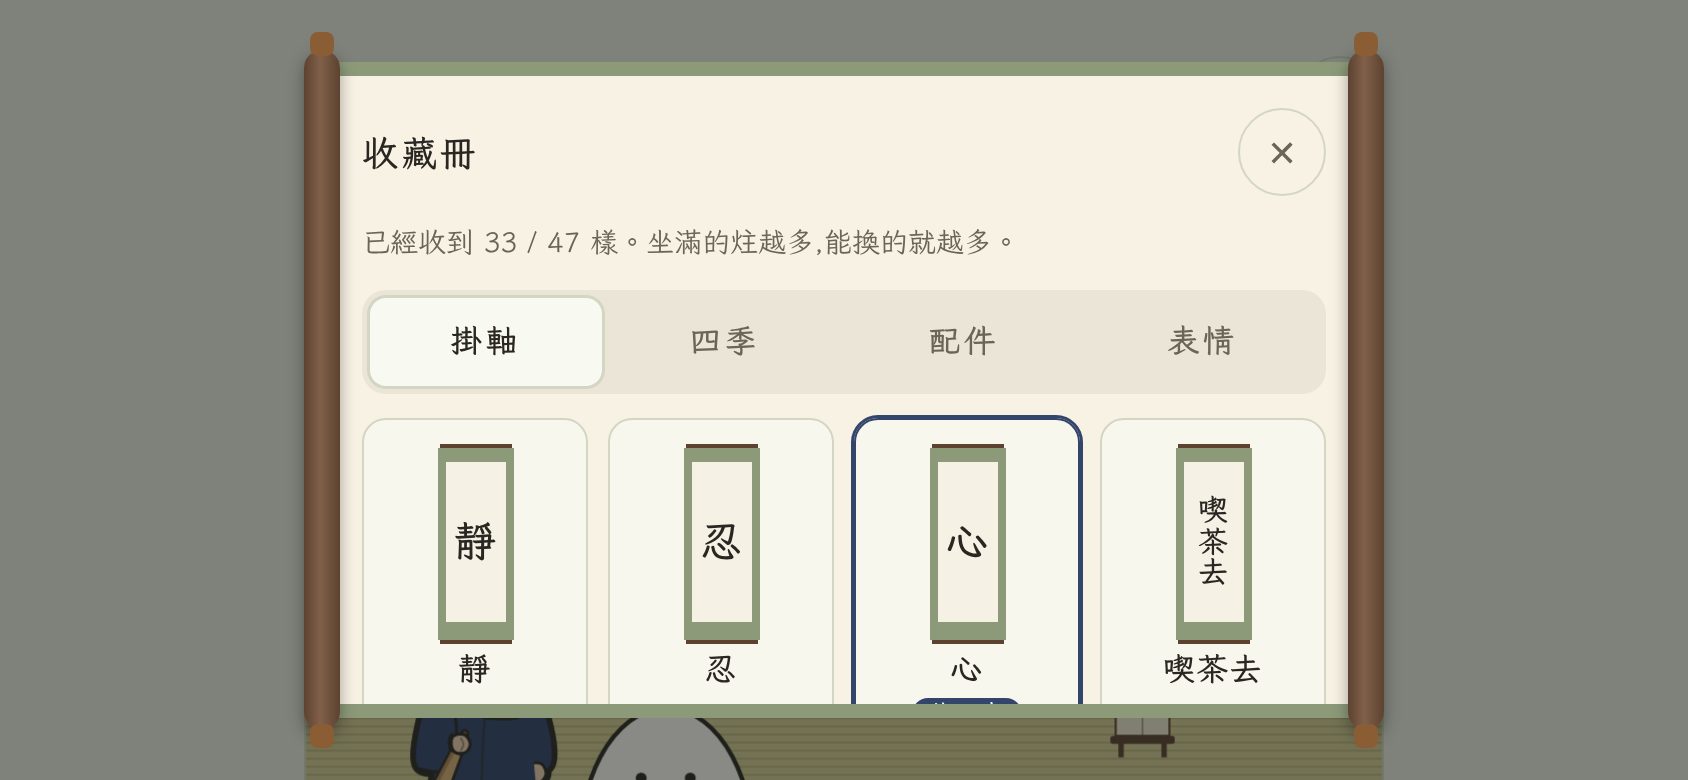 收藏冊
✕
已經收到 33 / 47 樣。坐滿的炷越多,能換的就越多。
掛軸
四季
配件
表情
靜
忍
心
喫茶去
靜
忍
心
喫茶去